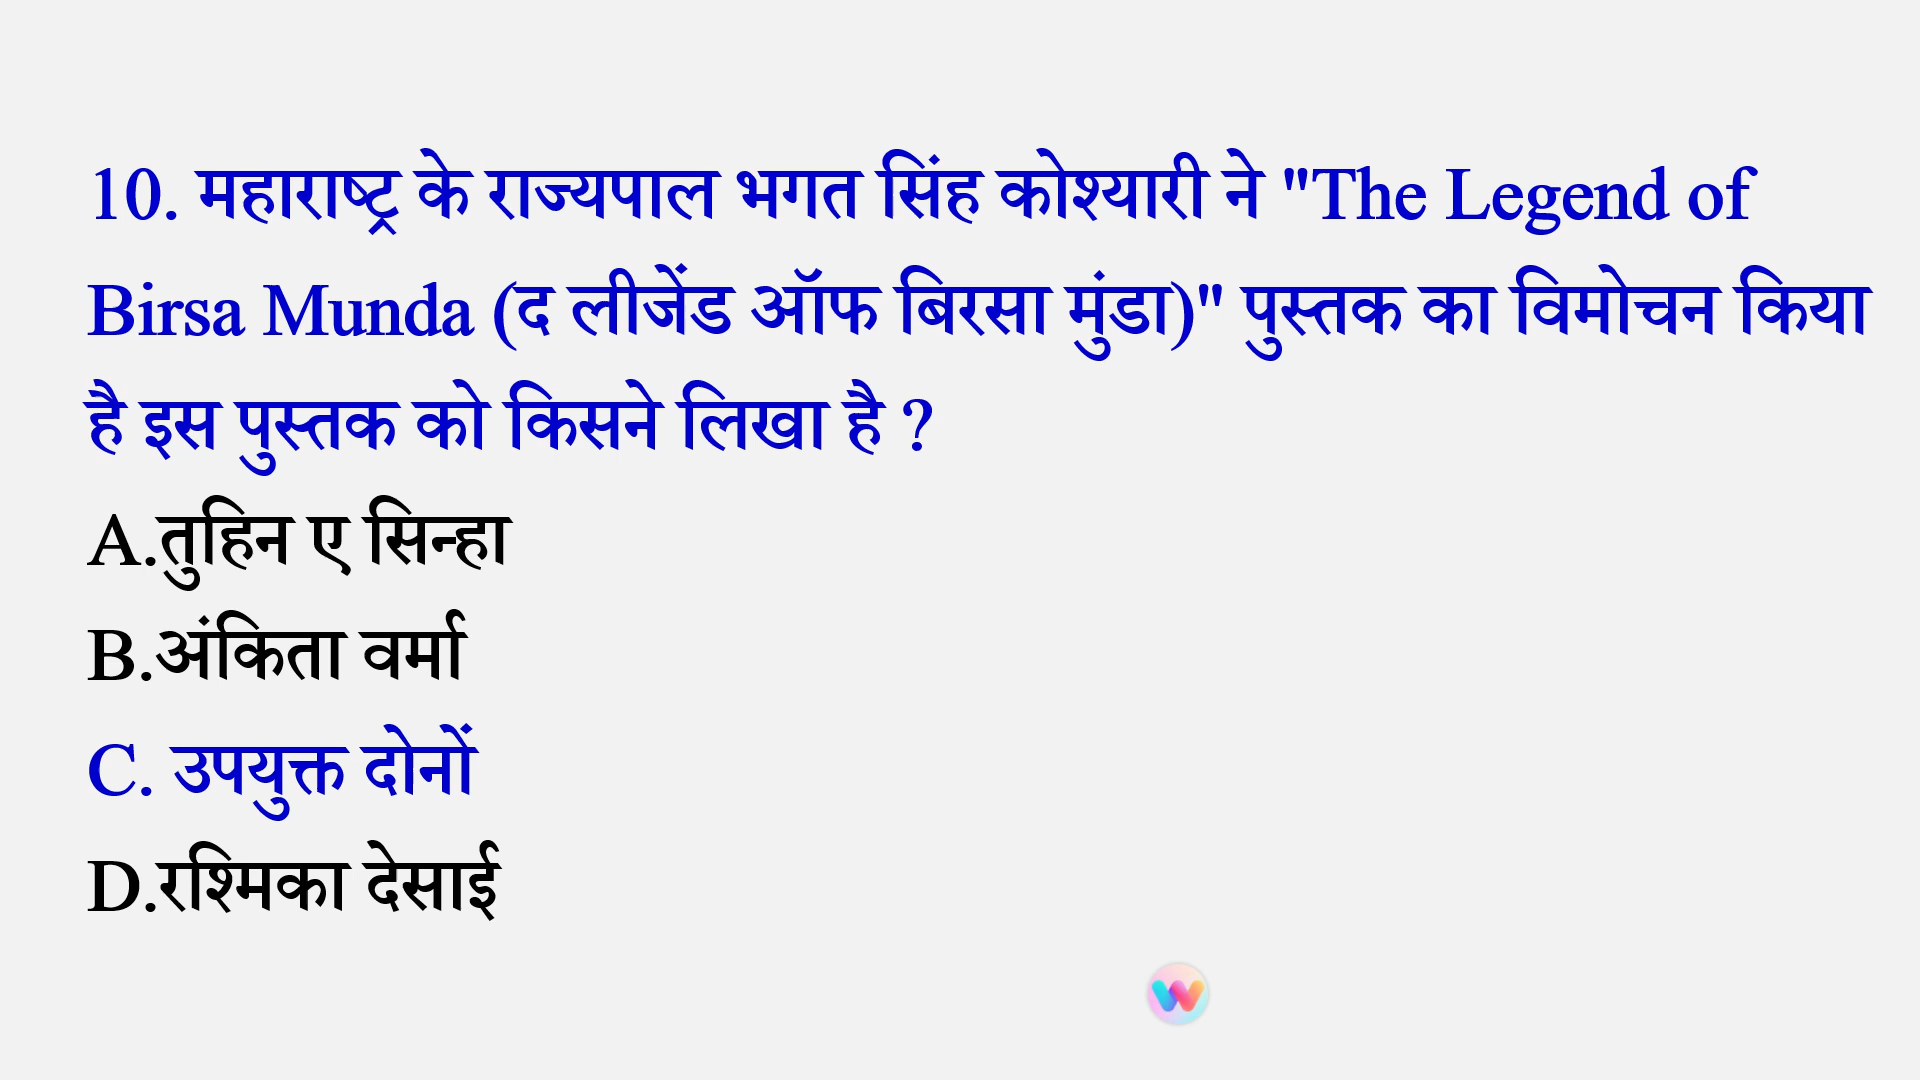 10. महाराष्ट्र के राज्यपाल भगत सिंह कोश्यारी ने "The Legend of
Birsa Munda (द लीजेंड ऑफ बिरसा मुंडा)" पुस्तक का विमोचन किया
है इस पुस्तक को किसने लिखा है ?
A.तुहिन ए सिन्हा
B.अंकिता वर्मा
C. उपयुक्त दोनों
D.रश्मिका देसाई